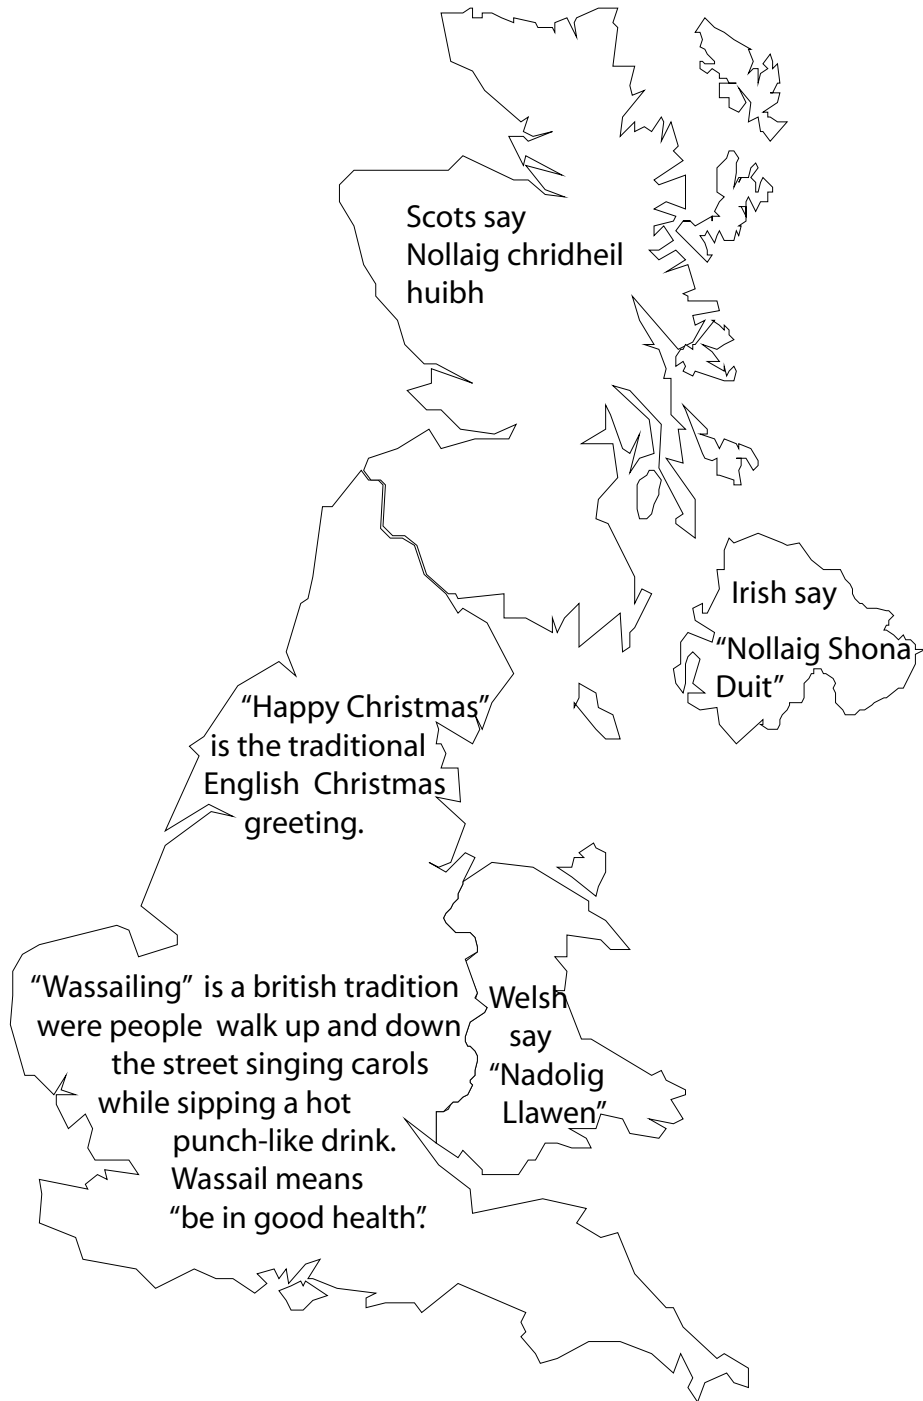 Scots say
Nollaig chridheil
huibh
Irish say
“Nollaig Shona
Duit”
“Happy Christmas”
is the traditional
English Christmas
greeting.
“Wassailing” is a british tradition
were people walk up and down
the street singing carols
while sipping a hot
punch-like drink.
Wassail means
“be in good health”.
Welsh
say
“Nadolig
Llawen”